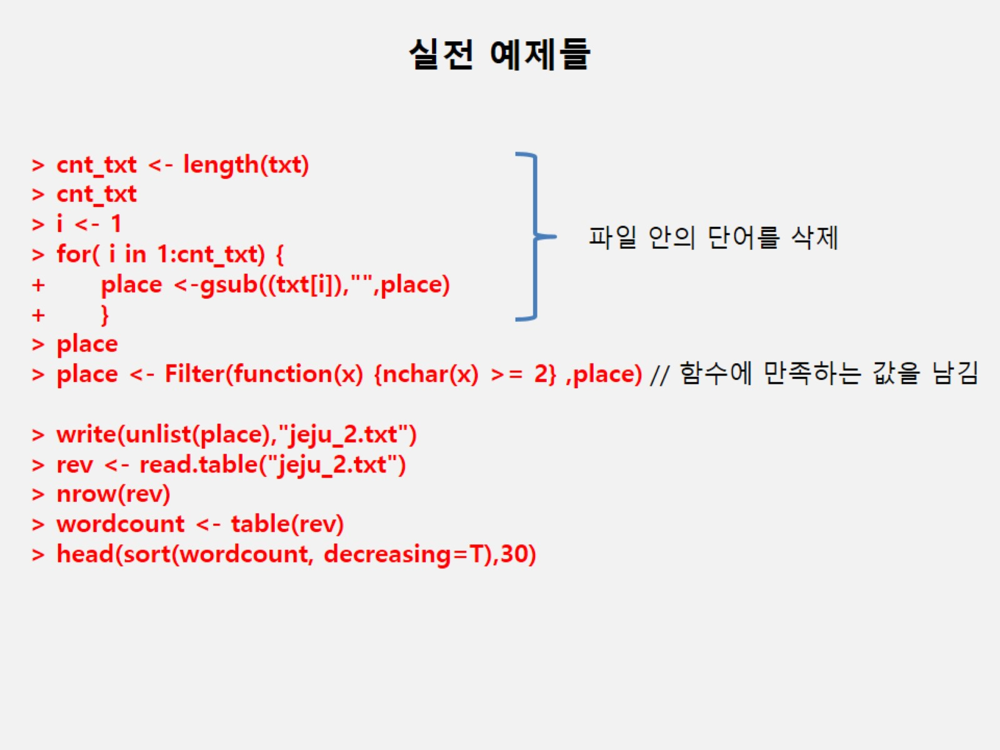 실전 예제들
> cnt_txt <- length(txt)
> cnt_txt
> i <- 1
> for( i in 1:cnt_txt) {
+ place <-gsub((txt[i]),"",place)
+ }
파일 안의 단어를 삭제
> place
> place <- Filter(function(x) {nchar(x) >= 2} ,place) // 함수에 만족하는 값을 남김
> write(unlist(place),"jeju_2.txt")
> rev <- read.table("jeju_2.txt")
> nrow(rev)
> wordcount <- table(rev)
> head(sort(wordcount, decreasing=T),30)